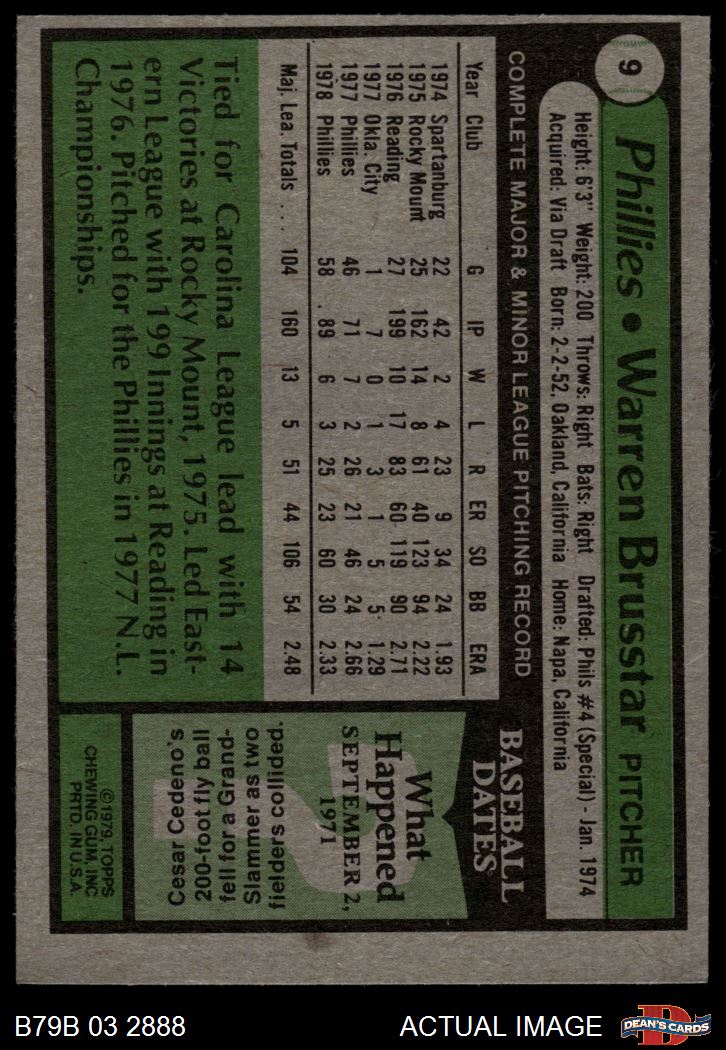 9
Phillies • Warren Brusstar PITCHER
Height: 6'3" Weight: 200 Throws: Right Bats: Right Drafted: Phils #4 (Special) - Jan. 1974
Acquired: Via Draft Born: 2-2-52, Oakland, California Home: Napa, California
COMPLETE MAJOR & MINOR LEAGUE PITCHING RECORD
Year Club G IP W L R ER SO BB ERA
1974 Spartanburg 22 42 2 4 23 9 34 24 1.93
1975 Rocky Mount 25 162 14 8 61 40 123 94 2.22
1976 Reading 27 199 10 17 83 60 119 90 2.71
1977 Okla. City 1 7 0 1 3 1 5 5 1.29
1977 Phillies 46 71 7 2 26 21 46 24 2.66
1978 Phillies 58 89 6 3 25 23 60 30 2.33
Maj. Lea. Totals . . . 104 160 13 5 51 44 106 54 2.48
Tied for Carolina League lead with 14
Victories at Rocky Mount, 1975. Led East-
ern League with 199 Innings at Reading in
1976. Pitched for the Phillies in 1977 N.L.
Championships.
BASEBALL
DATES
What
Happened
SEPTEMBER 2,
1971
Cesar Cedeno's
200-foot fly ball
fell for a Grand-
Slammer as two
fielders collided.
©1979, TOPPS
CHEWING GUM, INC
PRTD. IN U.S.A.
B79B 03 2888
ACTUAL IMAGE
D
DEAN'S CARDS